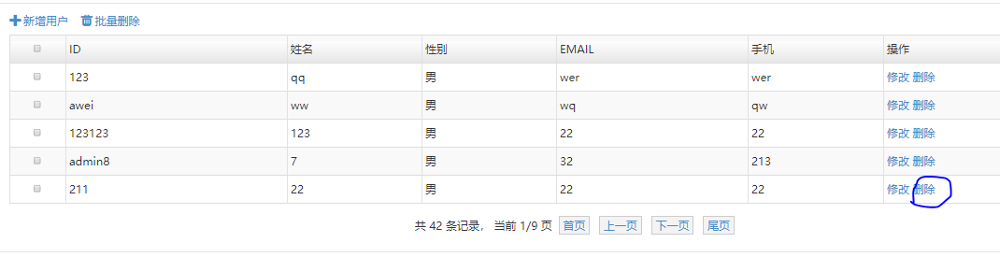 新增用户 批量删除
ID 姓名 性别 EMAIL 手机 操作
123 qq 男 wer wer 修改 删除
awei ww 男 wq qw 修改 删除
123123 123 男 22 22 修改 删除
admin8 7 男 32 213 修改 删除
211 22 男 22 22 修改 删除
共 42 条记录， 当前 1/9 页 首页 上一页 下一页 尾页